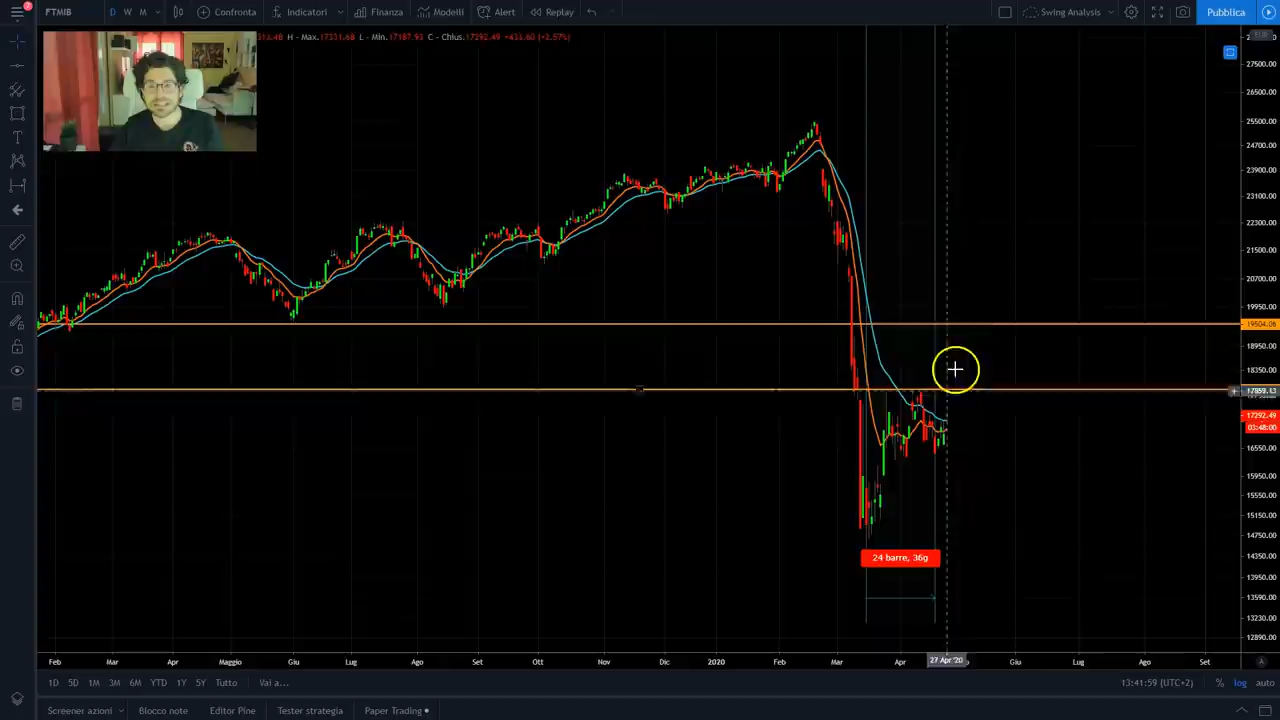 7
FTMIB
D W M
Confronta
Indicatori
Finanza
Modelli
Alert
Replay
Swing Analysis
Pubblica
H - Max. 17331.68 L - Min. 17187.93 C - Chius. 17292.49 +433.60 (+2.57%)
EUR
27500.00
26500.00
25500.00
24700.00
23900.00
23100.00
22300.00
21500.00
20700.00
19950.00
19504.06
18950.00
18350.00
17859.43
17292.49
03:48:00
16550.00
15950.00
15550.00
15150.00
14750.00
14350.00
13950.00
13590.00
13230.00
12890.00
24 barre, 36g
Feb Mar Apr Maggio Giu Lug Ago Set Ott Nov Dic 2020 Feb Mar Apr 27 Apr '20 Giu Lug Ago Set
1D 5D 1M 3M 6M YTD 1Y 5Y Tutto Vai a...
13:41:59 (UTC+2) % log auto
Screener azioni Blocco note Editor Pine Tester strategia Paper Trading